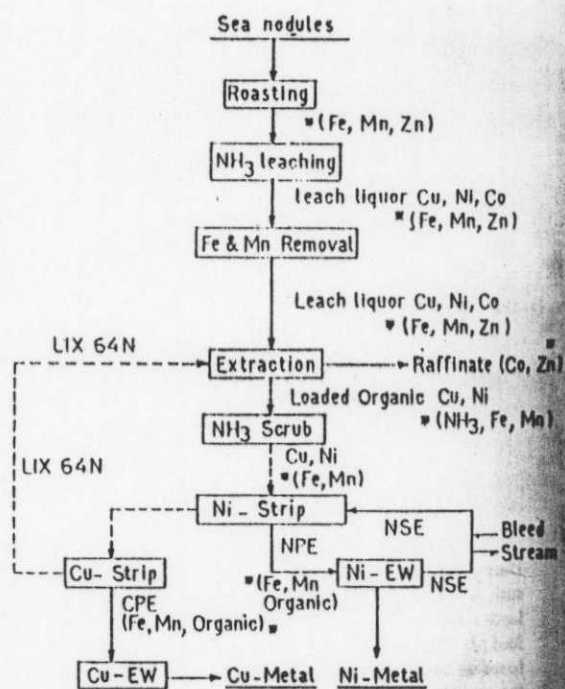 Sea nodules
Roasting
*(Fe, Mn, Zn)
NH3 leaching
leach liquor Cu, Ni, Co
*(Fe, Mn, Zn)
Fe & Mn Removal
Leach liquor Cu, Ni, Co
*(Fe, Mn, Zn)
LIX 64N
Extraction
Raffinate (Co, Zn)*
Loaded Organic Cu, Ni
*(NH3, Fe, Mn)
NH3 Scrub
LIX 64N
Cu, Ni
*(Fe, Mn)
Ni - Strip
NSE
Bleed
Stream
NPE
Cu - Strip
*(Fe, Mn
Organic)
Ni - EW
NSE
CPE
(Fe, Mn, Organic)*
Cu - EW
Cu-Metal
Ni-Metal